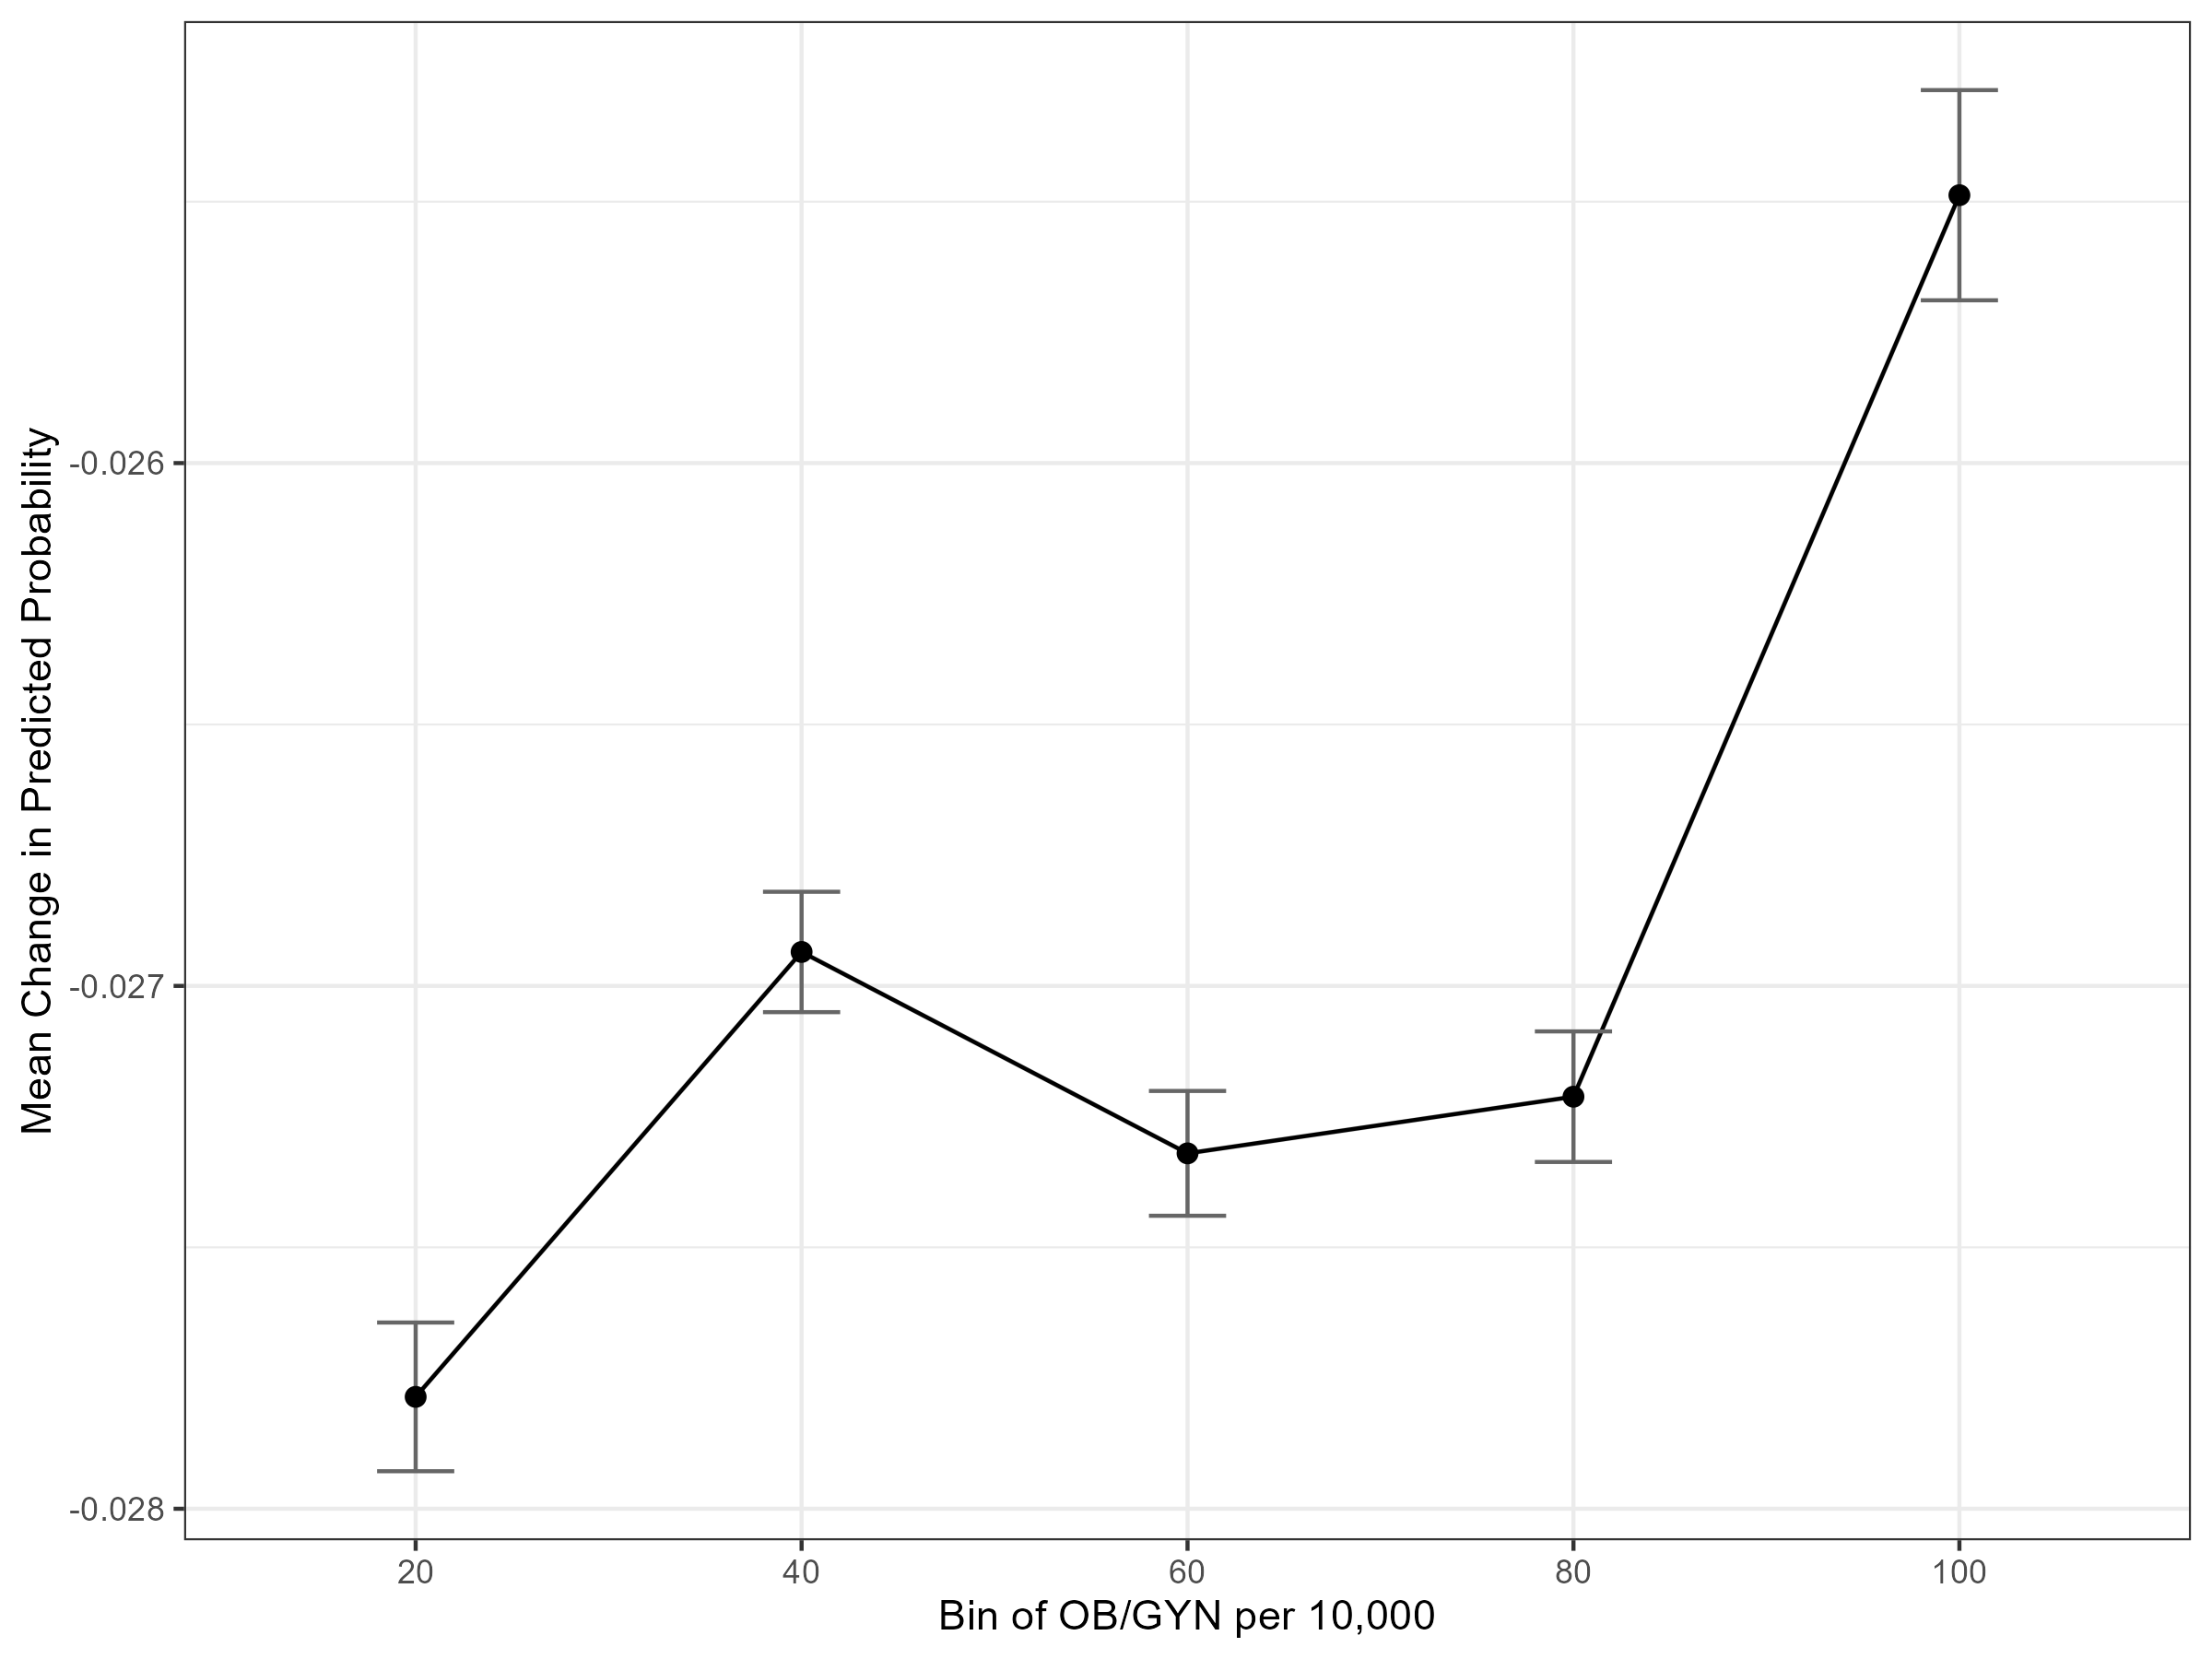 Mean Change in Predicted Probability
-0.026
-0.027
-0.028
20 40 60 80 100
Bin of OB/GYN per 10,000